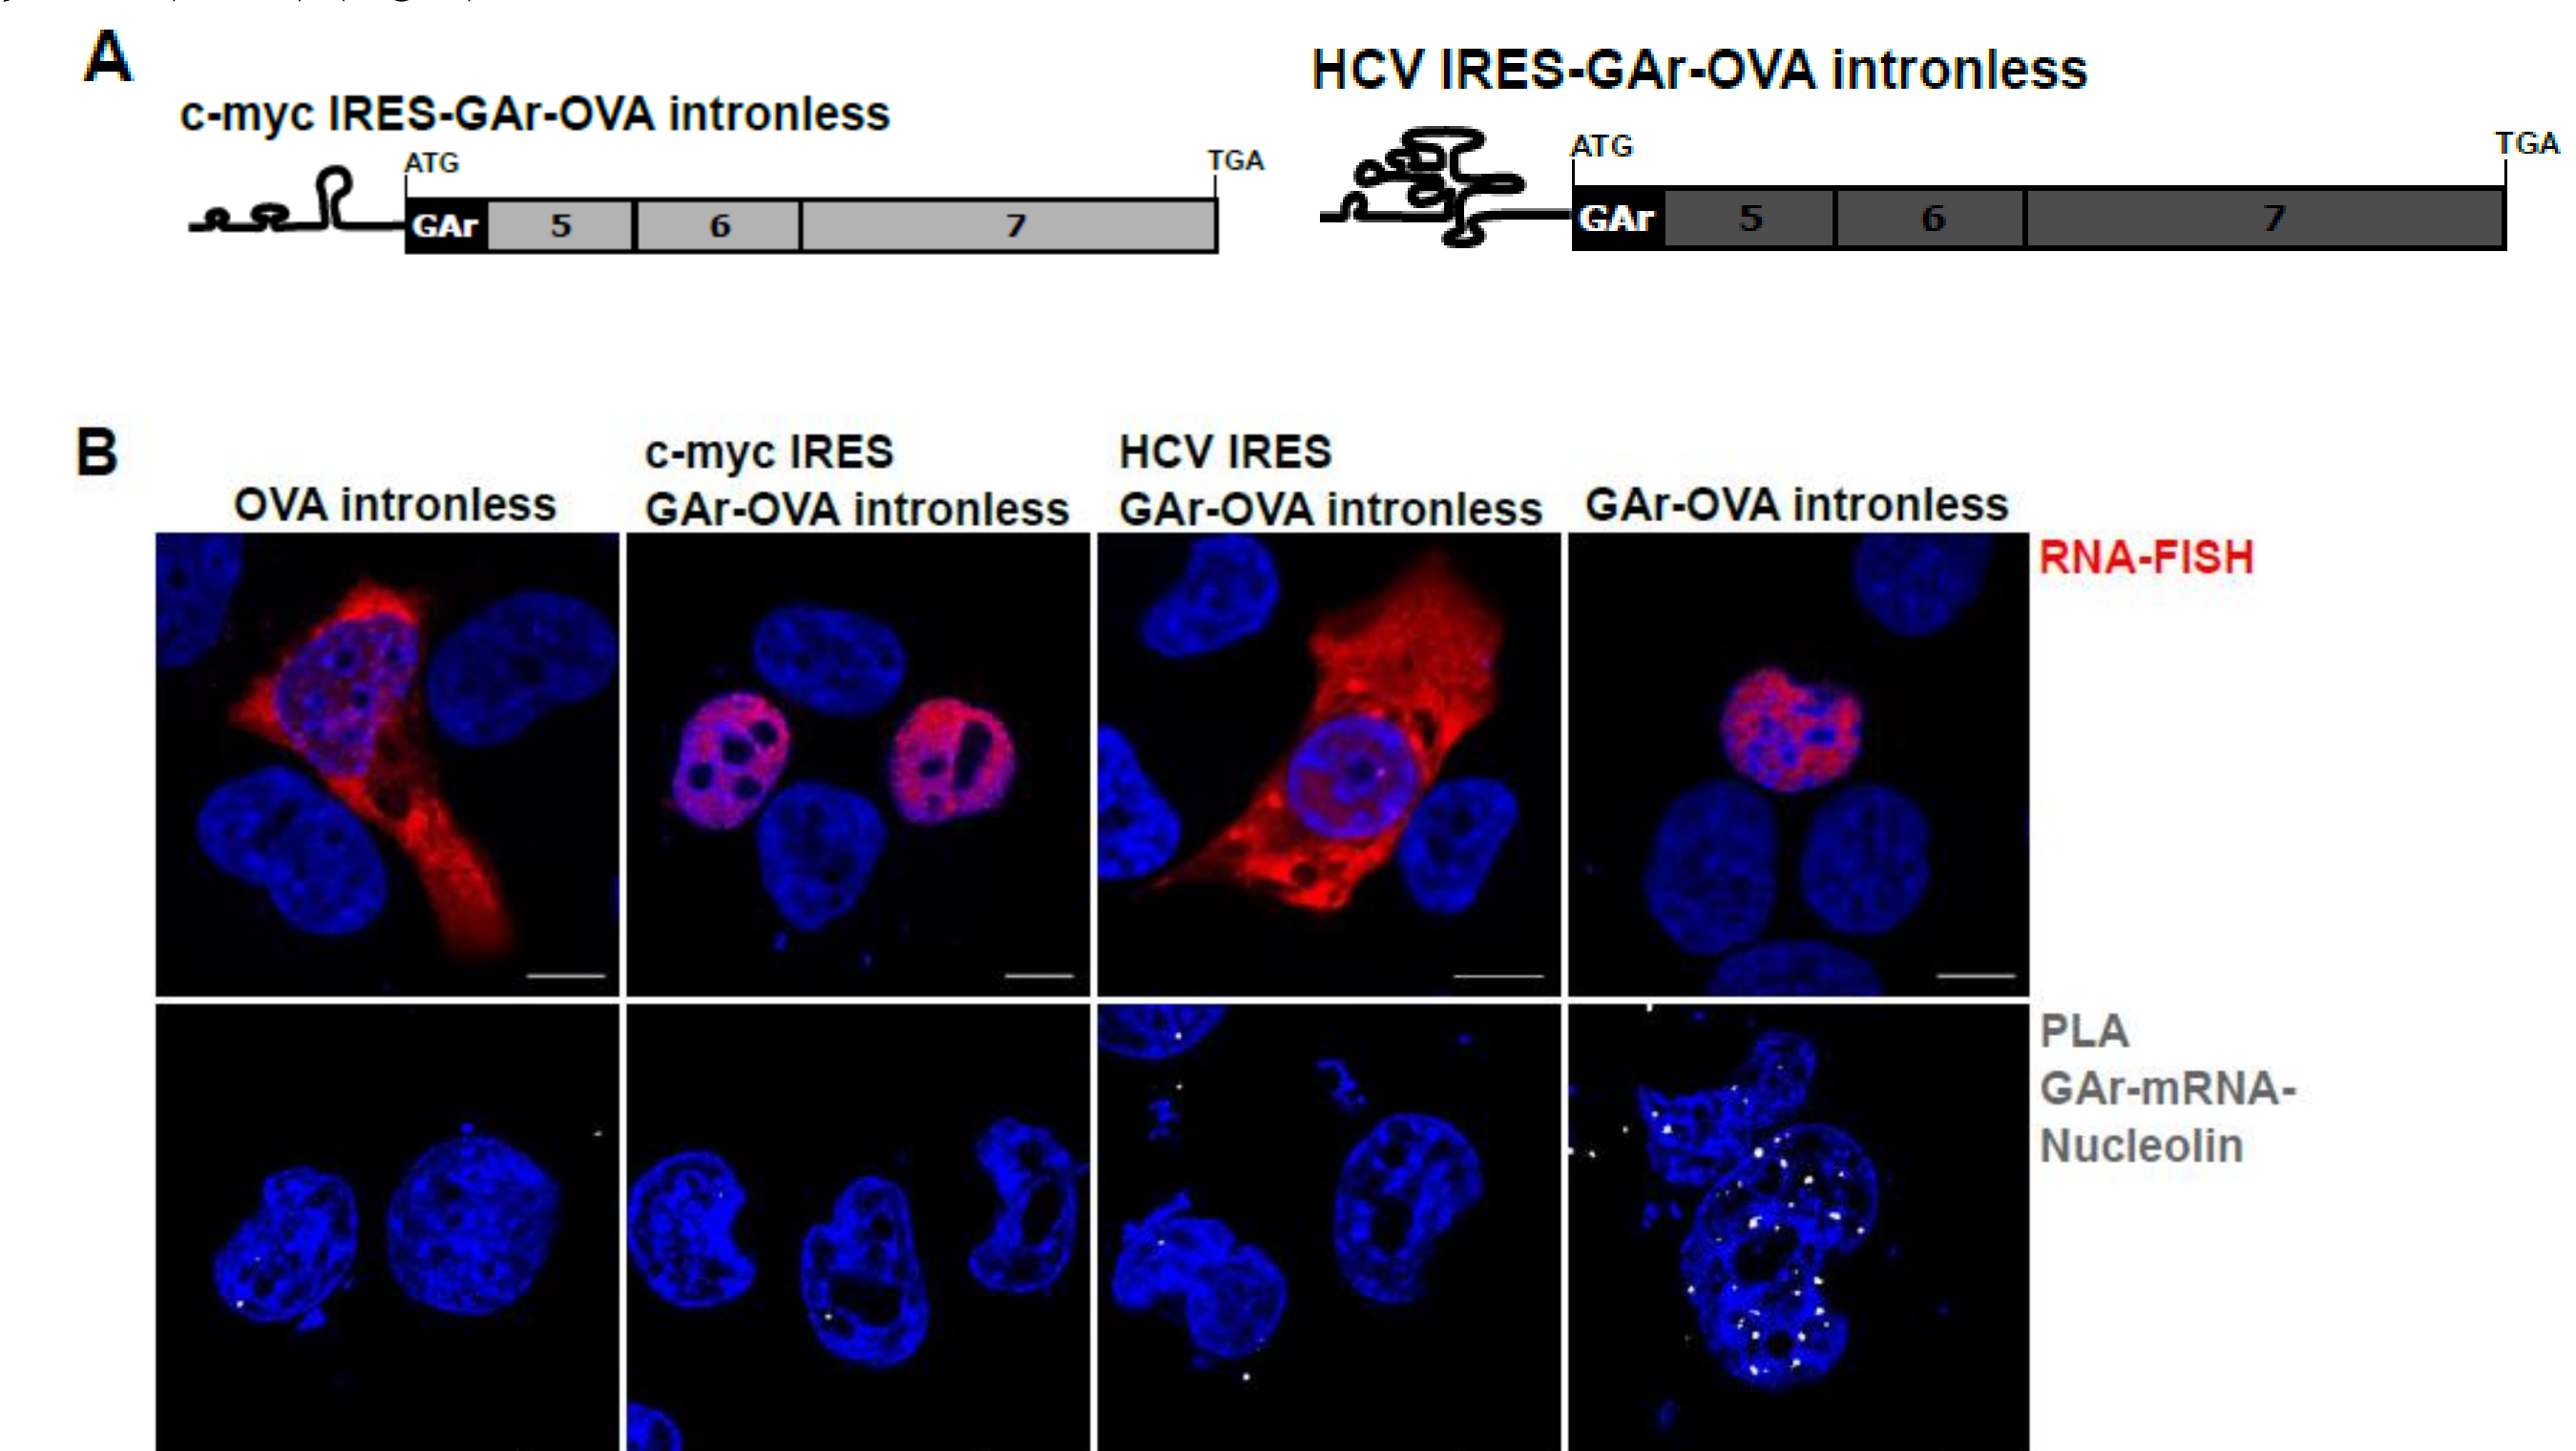 A
c-myc IRES-GAr-OVA intronless
ATG
TGA
GAr 5 6 7
HCV IRES-GAr-OVA intronless
ATG
TGA
GAr 5 6 7
B
OVA intronless
c-myc IRES
GAr-OVA intronless
HCV IRES
GAr-OVA intronless
GAr-OVA intronless
RNA-FISH
PLA
GAr-mRNA-
Nucleolin